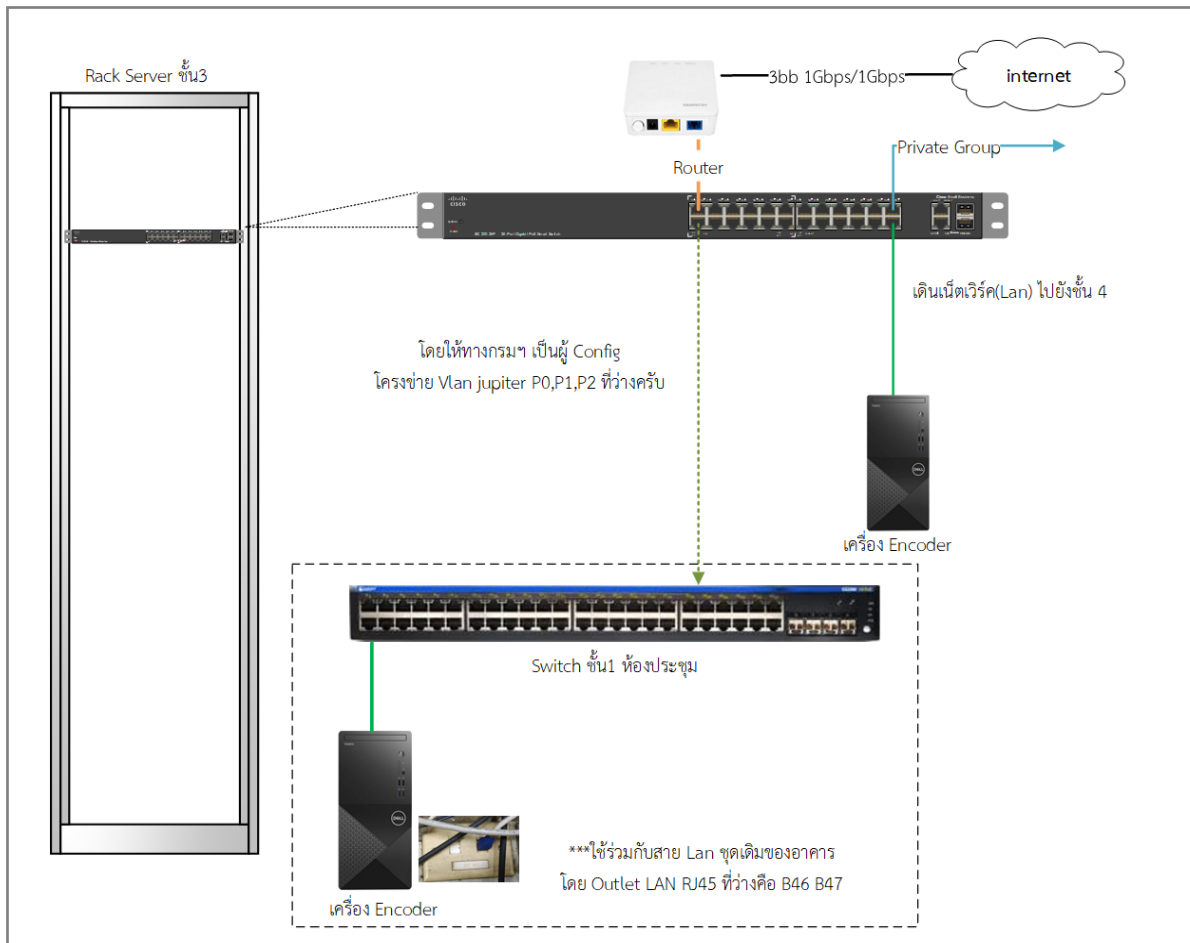 Rack Server ชั้น3
3bb 1Gbps/1Gbps
internet
Router
Private Group
CISCO
เดินเน็ตเวิร์ค(Lan) ไปยังชั้น 4
โดยให้ทางกรมฯ เป็นผู้ Config
โครงข่าย Vlan jupiter P0,P1,P2 ที่ว่างครับ
DELL
เครื่อง Encoder
Switch ชั้น1 ห้องประชุม
DELL
***ใช้ร่วมกับสาย Lan ชุดเดิมของอาคาร
โดย Outlet LAN RJ45 ที่ว่างคือ B46 B47
เครื่อง Encoder